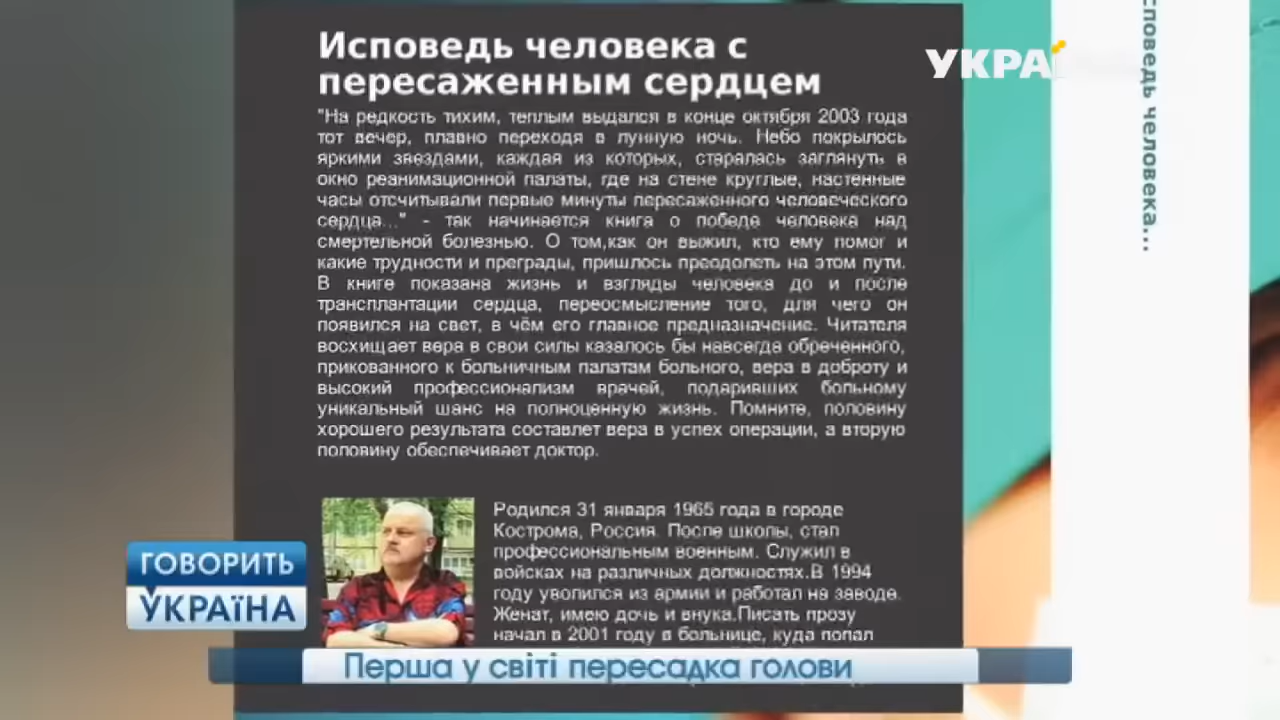 Исповедь человека с
пересаженным сердцем
"На редкость тихим, теплым выдался в конце октября 2003 года
тот вечер, плавно переходя в лунную ночь. Небо покрылось
яркими звездами, каждая из которых, старалась заглянуть в
окно реанимационной палаты, где на стене круглые, настенные
часы отсчитывали первые минуты пересаженного человеческого
сердца..." - так начинается книга о победе человека над
смертельной болезнью. О том,как он выжил, кто ему помог и
какие трудности и преграды, пришлось преодолеть на этом пути.
В книге показана жизнь и взгляды человека до и после
трансплантации сердца, переосмысление того, для чего он
появился на свет, в чём его главное предназначение. Читателя
восхищает вера в свои силы казалось бы навсегда обреченного,
прикованного к больничным палатам больного, вера в доброту и
высокий профессионализм врачей, подаривших больному
уникальный шанс на полноценную жизнь. Помните, половину
хорошего результата составлет вера в успех операции, а вторую
половину обеспечивает доктор.
Родился 31 января 1965 года в городе
Кострома, Россия. После школы, стал
профессиональным военным. Служил в
войсках на различных должностях.В 1994
году уволился из армии и работал на заводе.
Женат, имею дочь и внука.Писать прозу
начал в 2001 году в больнице, куда попал
УКРАЇ
человека...
ГОВОРИТЬ
УКРАЇНА
Перша у світі пересадка голови